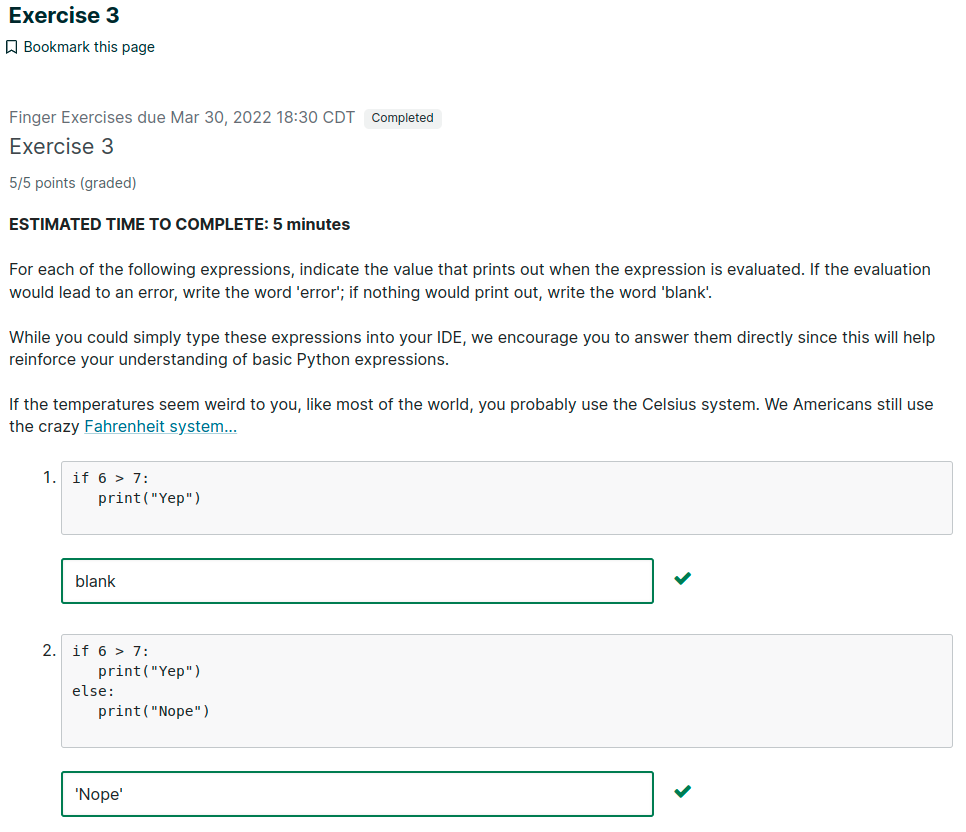 Exercise 3
Bookmark this page
Finger Exercises due Mar 30, 2022 18:30 CDT Completed
Exercise 3
5/5 points (graded)
ESTIMATED TIME TO COMPLETE: 5 minutes
For each of the following expressions, indicate the value that prints out when the expression is evaluated. If the evaluation
would lead to an error, write the word 'error'; if nothing would print out, write the word 'blank'.
While you could simply type these expressions into your IDE, we encourage you to answer them directly since this will help
reinforce your understanding of basic Python expressions.
If the temperatures seem weird to you, like most of the world, you probably use the Celsius system. We Americans still use
the crazy Fahrenheit system...
1. if 6 > 7:
   print("Yep")
blank
2. if 6 > 7:
   print("Yep")
else:
   print("Nope")
'Nope'